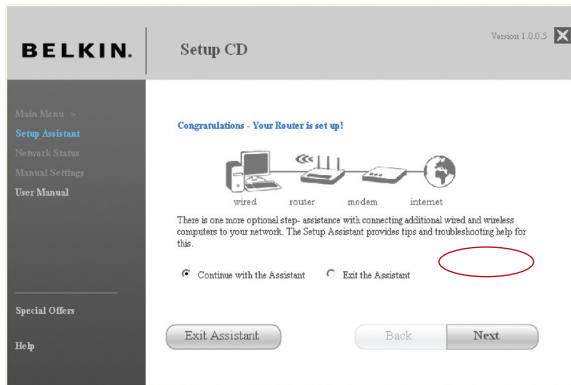 BELKIN.
Setup CD
Version 1.0.0.5
Main Menu >
Setup Assistant
Network Status
Manual Settings
User Manual
Special Offers
Help
Congratulations - Your Router is set up!
wired router modem internet
There is one more optional step- assistance with connecting additional wired and wireless
computers to your network. The Setup Assistant provides tips and troubleshooting help for
this.
Continue with the Assistant Exit the Assistant
Exit Assistant Back Next